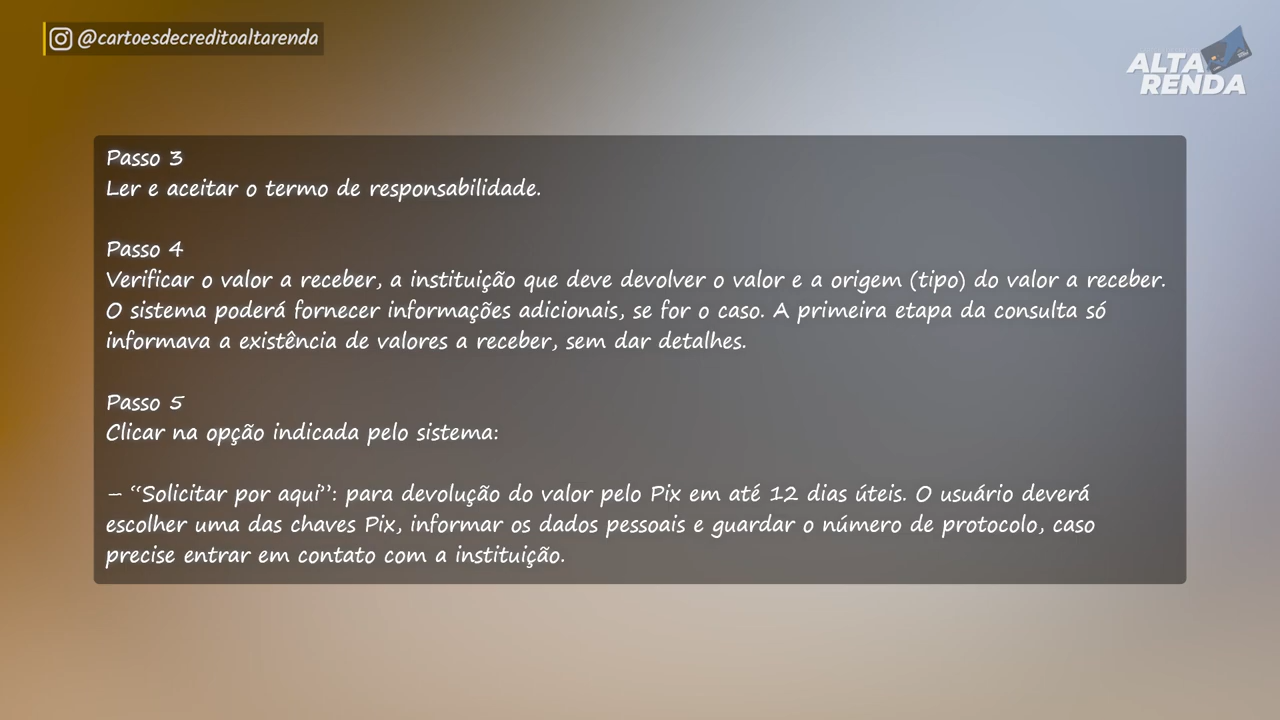 @cartoesdecreditoaltarenda
ALTA
RENDA
Passo 3
Ler e aceitar o termo de responsabilidade.
Passo 4
Verificar o valor a receber, a instituição que deve devolver o valor e a origem (tipo) do valor a receber.
O sistema poderá fornecer informações adicionais, se for o caso. A primeira etapa da consulta só
informava a existência de valores a receber, sem dar detalhes.
Passo 5
Clicar na opção indicada pelo sistema:
– “Solicitar por aqui”: para devolução do valor pelo Pix em até 12 dias úteis. O usuário deverá
escolher uma das chaves Pix, informar os dados pessoais e guardar o número de protocolo, caso
precise entrar em contato com a instituição.